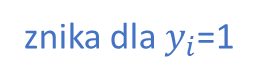 znika dla 𝑦ᵢ=1